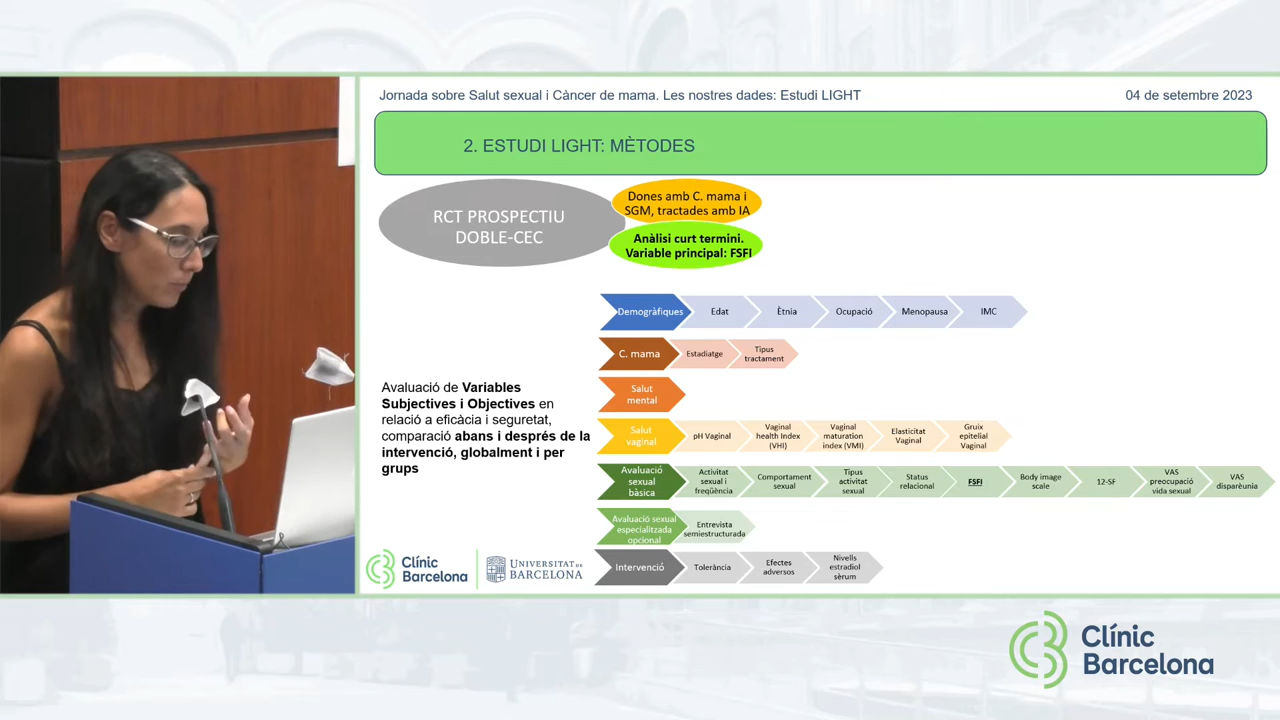 Jornada sobre Salut sexual i Càncer de mama. Les nostres dades: Estudi LIGHT
04 de setembre 2023
2. ESTUDI LIGHT: MÈTODES
RCT PROSPECTIU
DOBLE-CEC
Dones amb C. mama i
SGM, tractades amb IA
Anàlisi curt termini.
Variable principal: FSFI
Avaluació de Variables
Subjectives i Objectives en
relació a eficàcia i seguretat,
comparació abans i després de la
intervenció, globalment i per
grups
Demogràfiques
Edat
Ètnia
Ocupació
Menopausa
IMC
C. mama
Estadiatge
Tipus
tractament
Salut
mental
Salut
vaginal
pH Vaginal
Vaginal
health Index
(VHI)
Vaginal
maturation
index (VMI)
Elasticitat
Vaginal
Gruix
epitelial
Vaginal
Avaluació
sexual
bàsica
Activitat
sexual i
freqüència
Comportament
sexual
Tipus
activitat
sexual
Status
relacional
FSFI
Body image
scale
12-SF
VAS
preocupació
vida sexual
VAS
disparèunia
Avaluació sexual
especialitzada
opcional
Entrevista
semiestructurada
Intervenció
Tolerància
Efectes
adversos
Nivells
estradiol
sèrum
Clínic
Barcelona
UNIVERSITAT DE
BARCELONA
Clínic
Barcelona